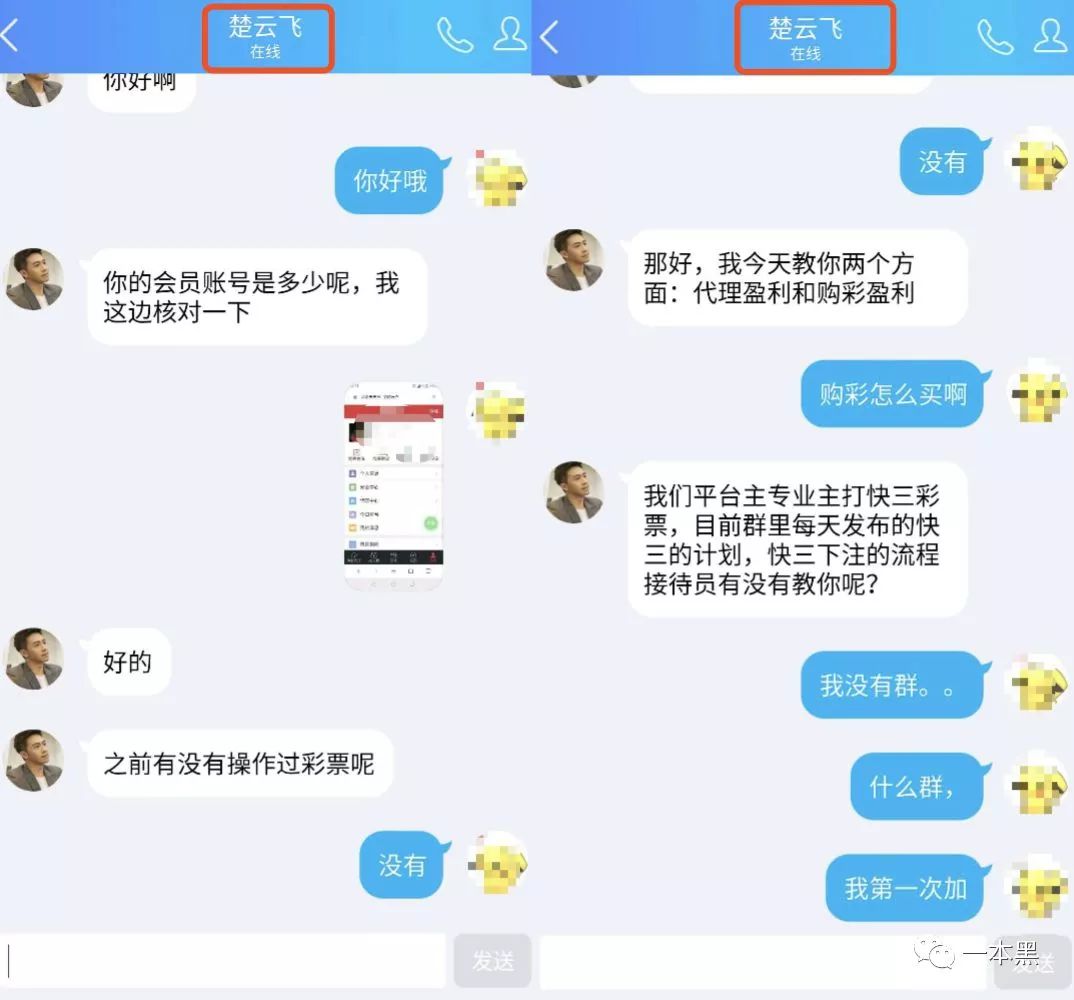 楚云飞
在线
你好啊
你好哦
你的会员账号是多少呢，我
这边核对一下
好的
之前有没有操作过彩票呢
没有
发送
楚云飞
在线
没有
那好，我今天教你两个方
面：代理盈利和购彩盈利
购彩怎么买啊
我们平台主专业主打快三彩
票，目前群里每天发布的快
三的计划，快三下注的流程
接待员有没有教你呢？
我没有群。。
什么群，
我第一次加
发送
一本黑